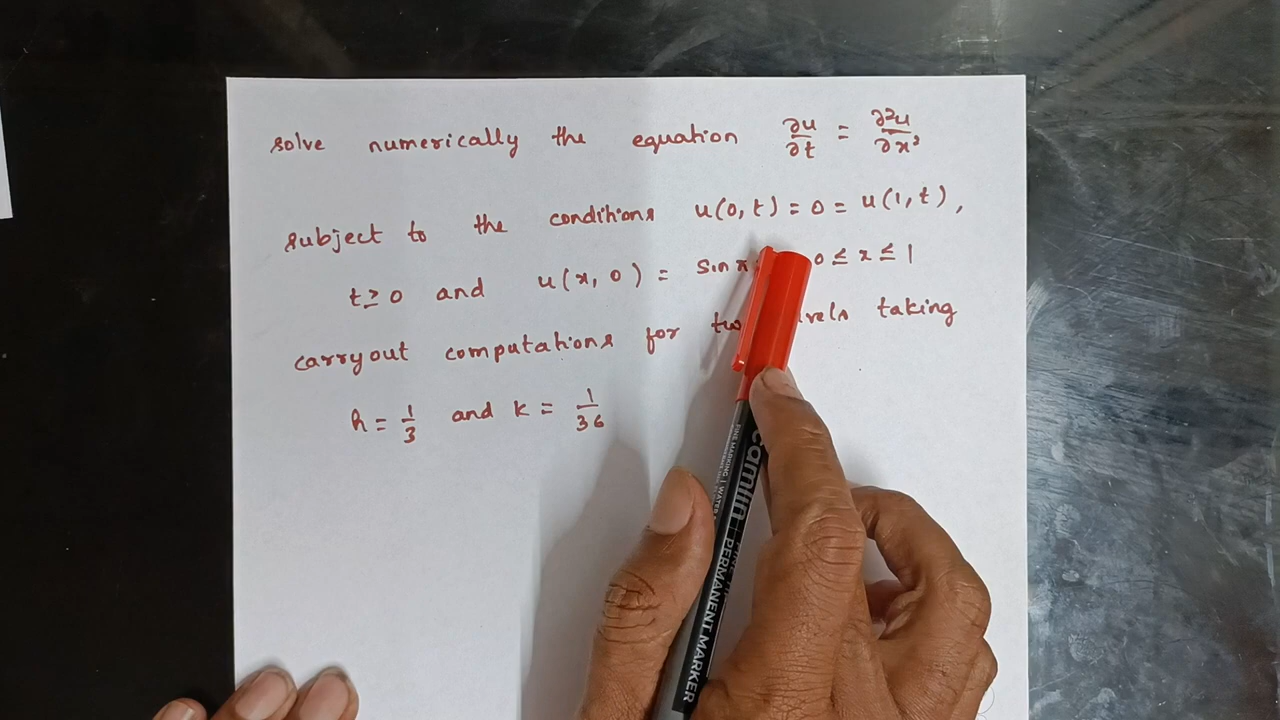 solve numerically the equation ∂u/∂t = ∂²u/∂x²
subject to the conditions u(0,t) = 0 = u(1,t),
t ≥ 0 and u(x, 0) = sin π 0 ≤ x ≤ 1
carryout computations for taking
h = 1/3 and k = 1/36
camlin
PERMANENT MARKER